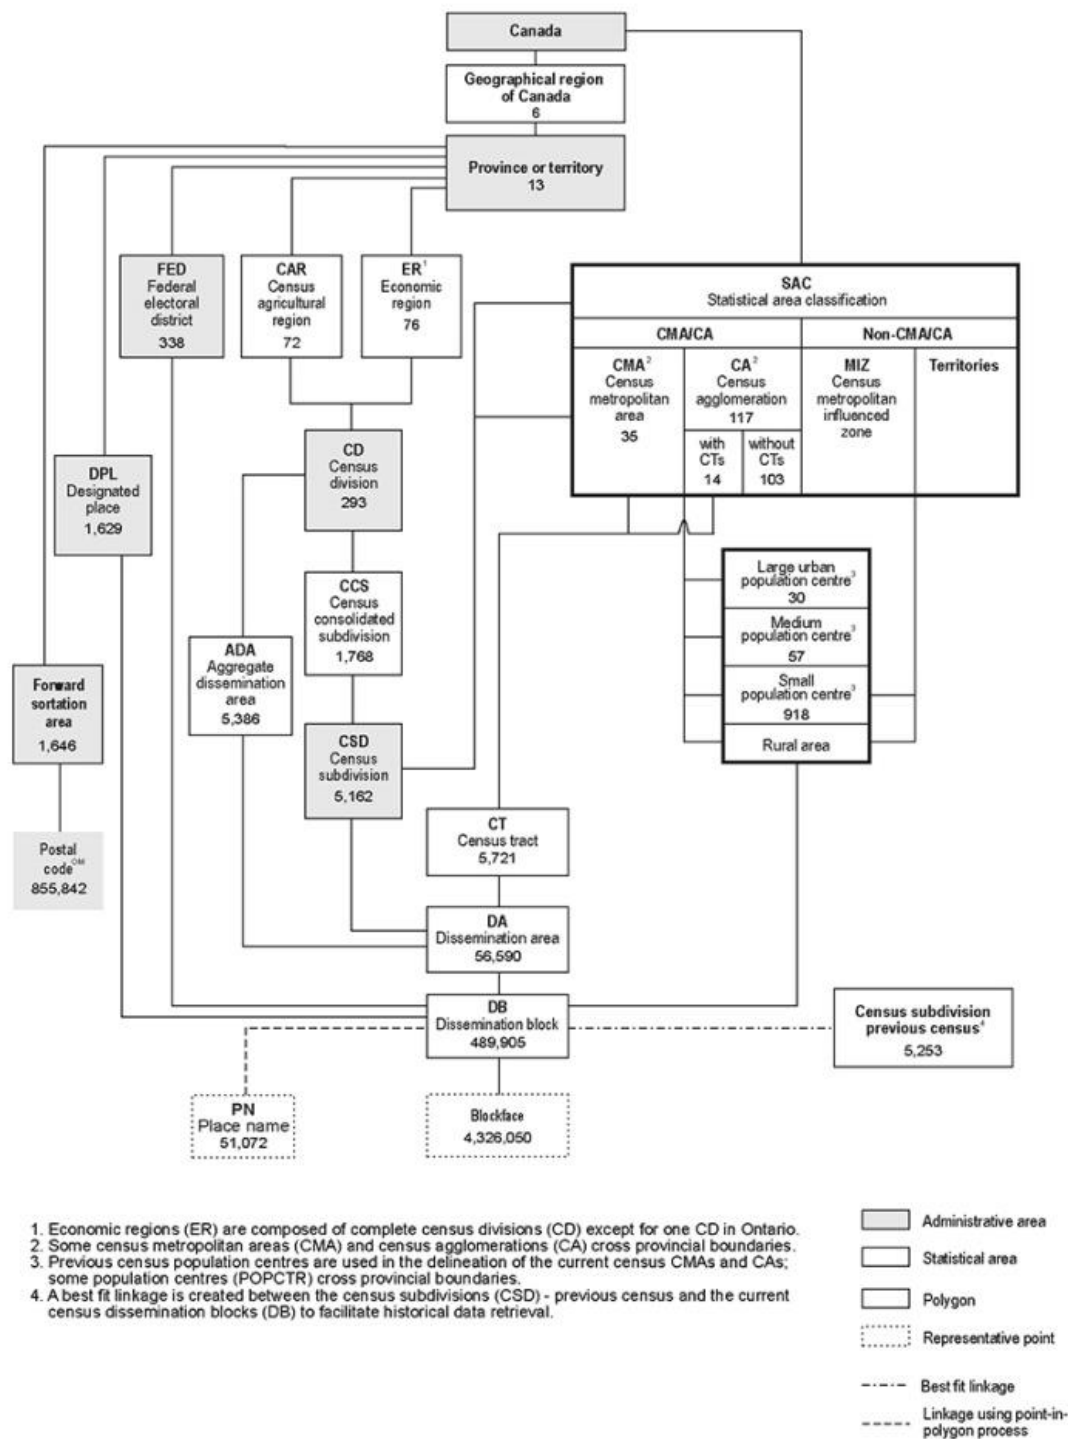 Canada
Geographical region
of Canada
6
Province or territory
13
FED
Federal
electoral
district
338
CAR
Census
agricultural
region
72
ER1
Economic
region
76
SAC
Statistical area classification
CMA/CA
Non-CMA/CA
CMA2
Census
metropolitan
area
35
CA2
Census
agglomeration
117
with
CTs
14
without
CTs
103
MIZ
Census
metropolitan
influenced
zone
Territories
DPL
Designated
place
1,629
CD
Census
division
293
CCS
Census
consolidated
subdivision
1,768
Large urban
population centre3
30
Medium
population centre3
57
Small
population centre3
918
Rural area
ADA
Aggregate
dissemination
area
5,386
Forward
sortation
area
1,646
CSD
Census
subdivision
5,162
Postal
codeOM
855,842
CT
Census tract
5,721
DA
Dissemination area
56,590
DB
Dissemination block
489,905
Census subdivision
previous census4
5,253
PN
Place name
51,072
Blockface
4,326,050
1. Economic regions (ER) are composed of complete census divisions (CD) except for one CD in Ontario.
2. Some census metropolitan areas (CMA) and census agglomerations (CA) cross provincial boundaries.
3. Previous census population centres are used in the delineation of the current census CMAs and CAs;
some population centres (POPCTR) cross provincial boundaries.
4. A best fit linkage is created between the census subdivisions (CSD) - previous census and the current
census dissemination blocks (DB) to facilitate historical data retrieval.
Administrative area
Statistical area
Polygon
Representative point
Best fit linkage
Linkage using point-in-
polygon process